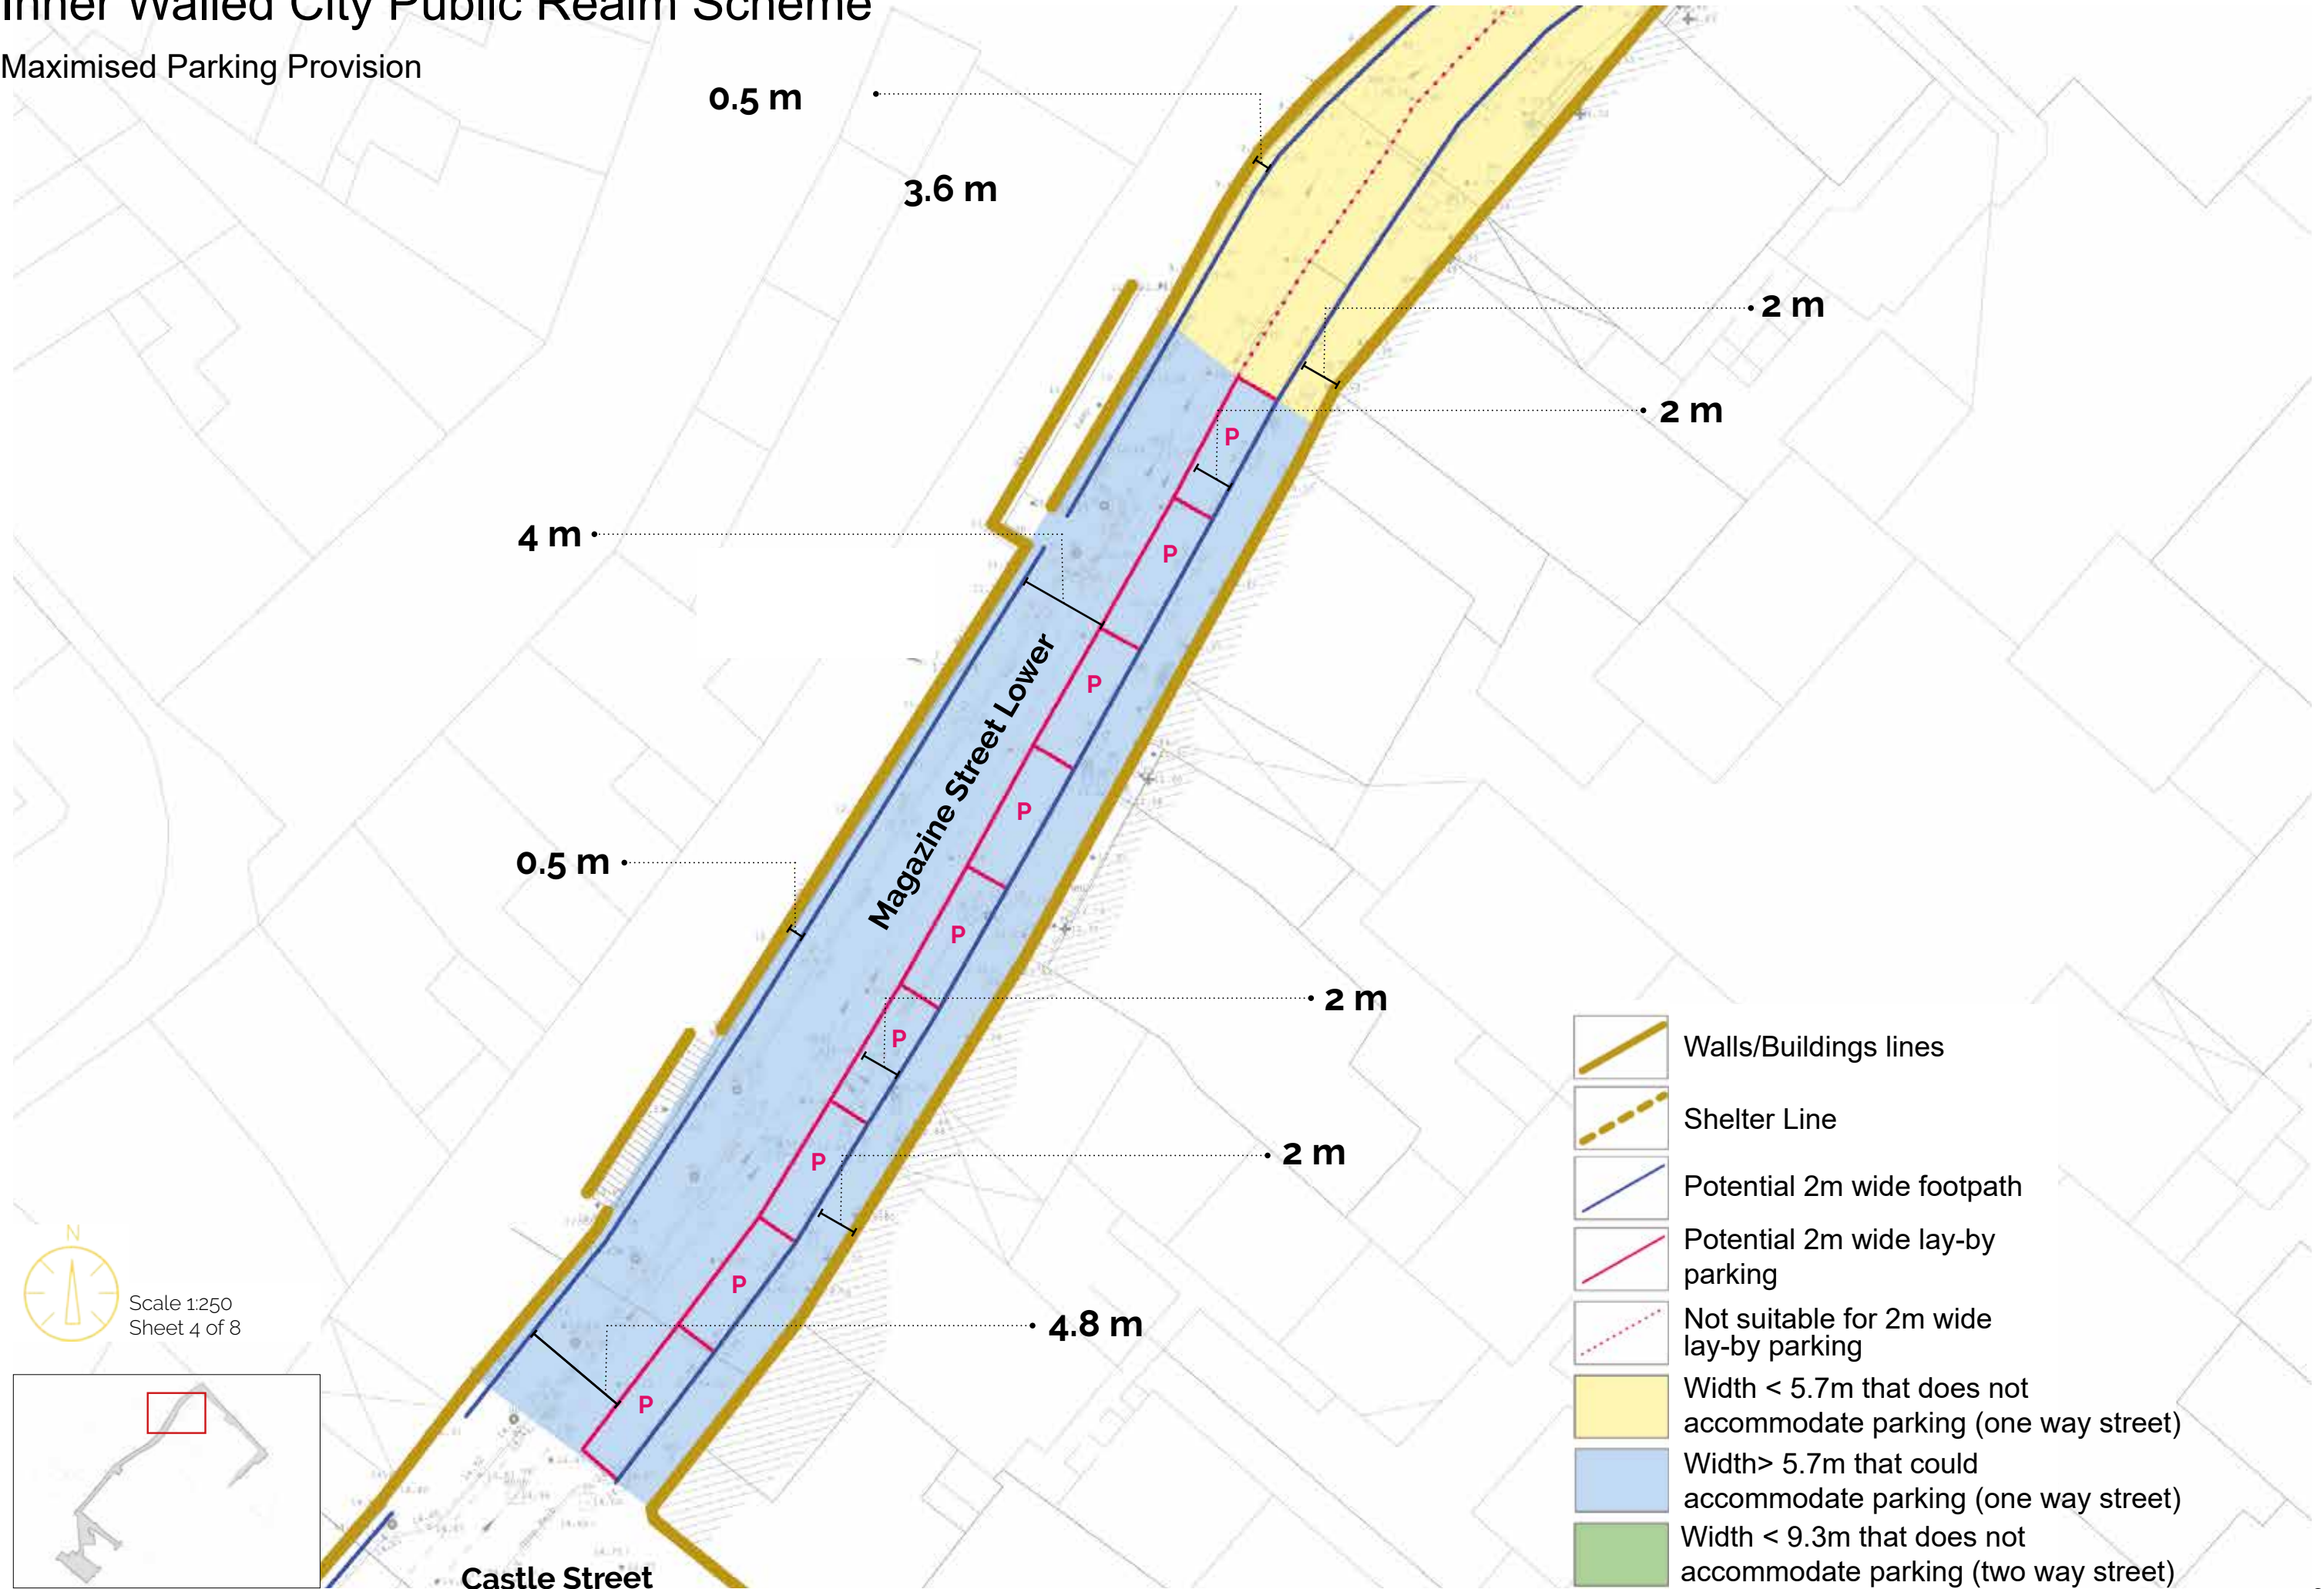 Inner Walled City Public Realm Scheme
Maximised Parking Provision
0.5 m
3.6 m
2 m
2 m
4 m
Magazine Street Lower
0.5 m
2 m
2 m
4.8 m
P
P
P
P
P
P
P
P
P
Castle Street
N
Scale 1:250
Sheet 4 of 8
Walls/Buildings lines
Shelter Line
Potential 2m wide footpath
Potential 2m wide lay-by
parking
Not suitable for 2m wide
lay-by parking
Width < 5.7m that does not
accommodate parking (one way street)
Width> 5.7m that could
accommodate parking (one way street)
Width < 9.3m that does not
accommodate parking (two way street)